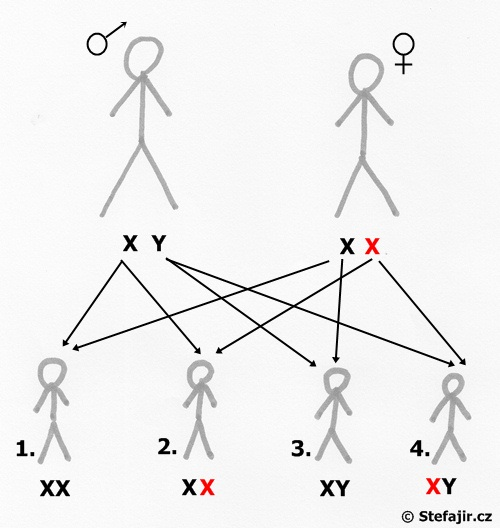 X Y
X X
1.
2.
3.
4.
XX
XX
XY
XY
© Stefajir.cz